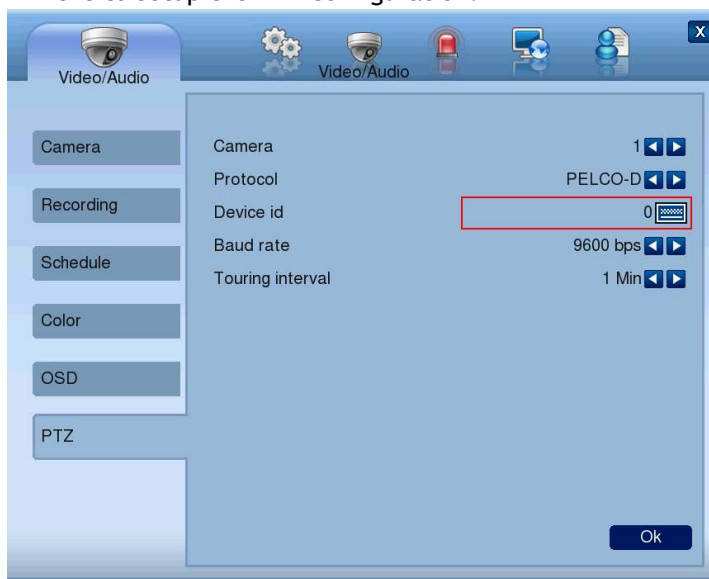 X
Video/Audio
Video/Audio
Camera
Recording
Schedule
Color
OSD
PTZ
Camera 1
Protocol PELCO-D
Device id 0
Baud rate 9600 bps
Touring interval 1 Min
Ok